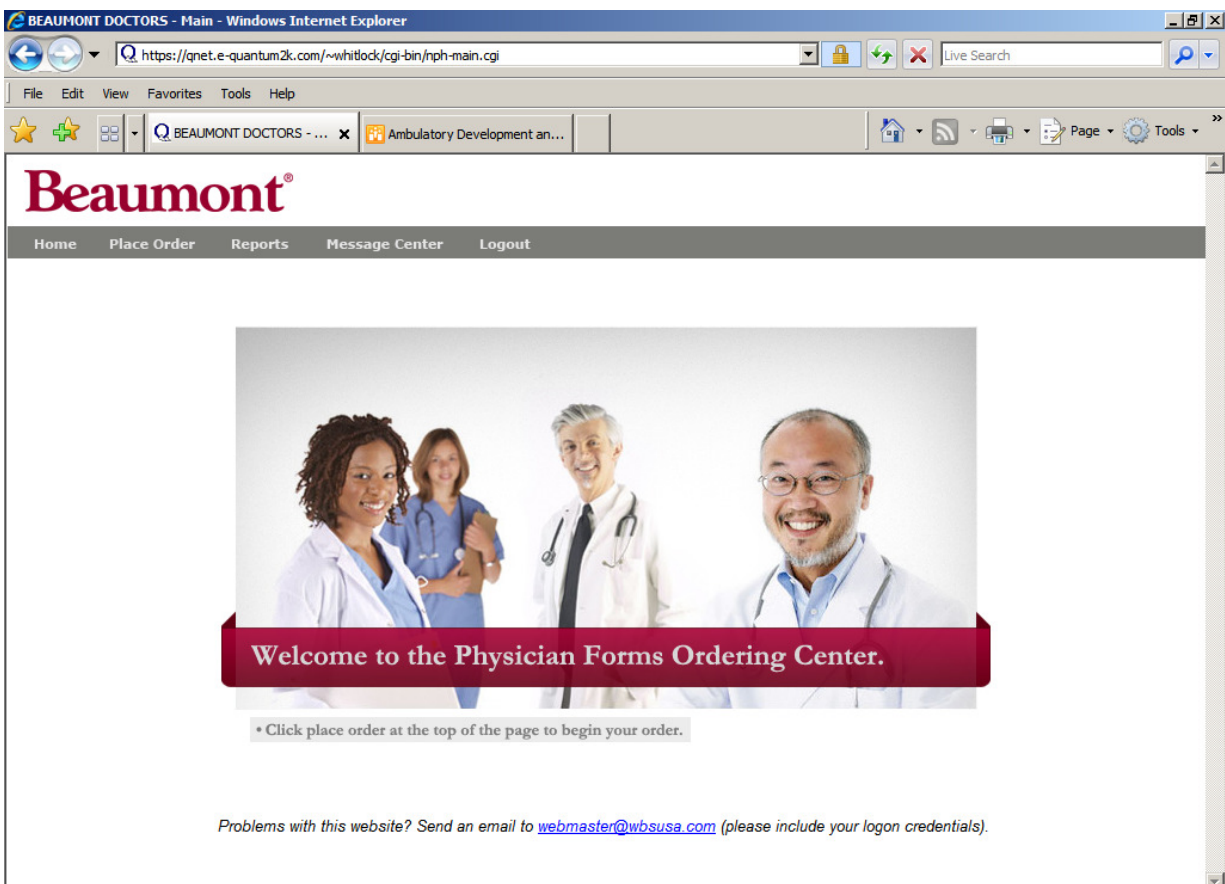 BEAUMONT DOCTORS - Main - Windows Internet Explorer
https://qnet.e-quantum2k.com/~whitlock/cgi-bin/nph-main.cgi
Live Search
File Edit View Favorites Tools Help
BEAUMONT DOCTORS - ...
Ambulatory Development an...
Page
Tools
Beaumont®
Home Place Order Reports Message Center Logout
Welcome to the Physician Forms Ordering Center.
• Click place order at the top of the page to begin your order.
Problems with this website? Send an email to webmaster@wbsusa.com (please include your logon credentials).